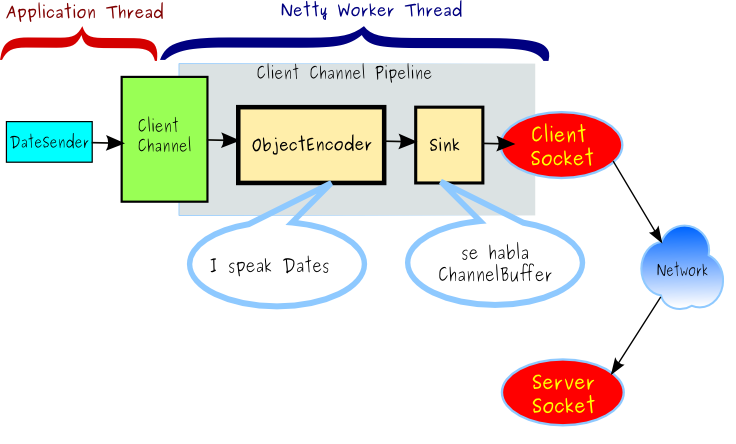 Application Thread
Netty Worker Thread
Client Channel Pipeline
DateSender
Client
Channel
ObjectEncoder
Sink
Client
Socket
I speak Dates
se habla
ChannelBuffer
Network
Server
Socket